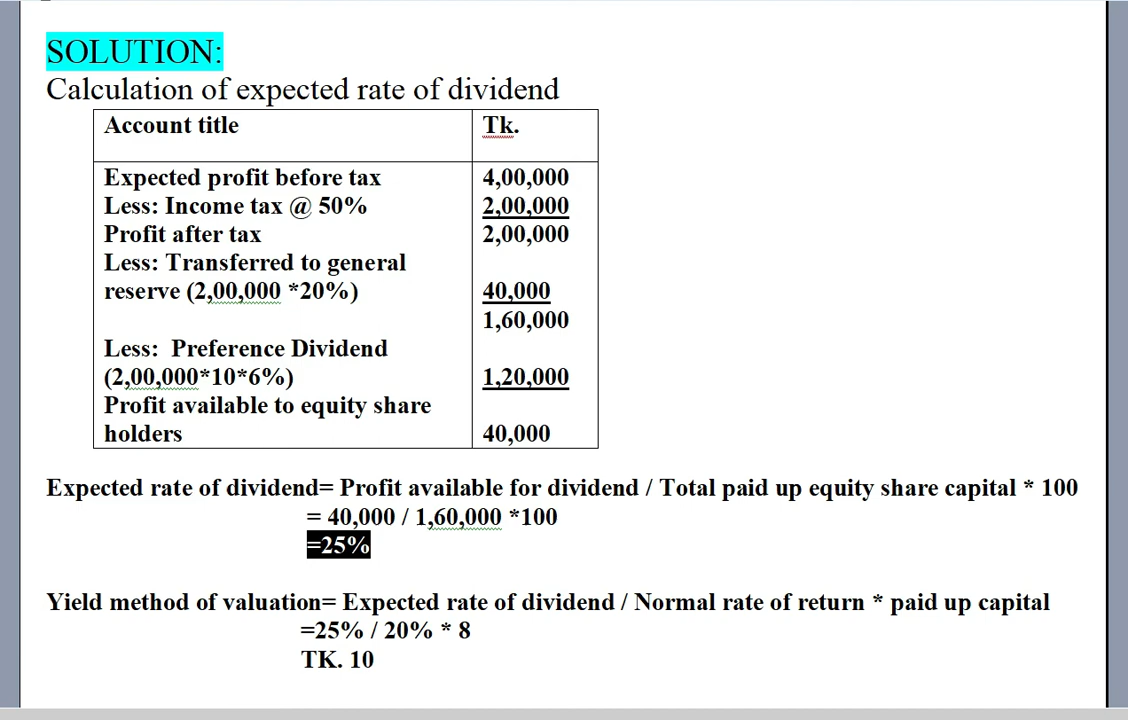 SOLUTION:
Calculation of expected rate of dividend
Account title Tk.
Expected profit before tax 4,00,000
Less: Income tax @ 50% 2,00,000
Profit after tax 2,00,000
Less: Transferred to general
reserve (2,00,000 *20%) 40,000
1,60,000
Less: Preference Dividend
(2,00,000*10*6%) 1,20,000
Profit available to equity share
holders 40,000
Expected rate of dividend= Profit available for dividend / Total paid up equity share capital * 100
= 40,000 / 1,60,000 *100
=25%
Yield method of valuation= Expected rate of dividend / Normal rate of return * paid up capital
=25% / 20% * 8
TK. 10